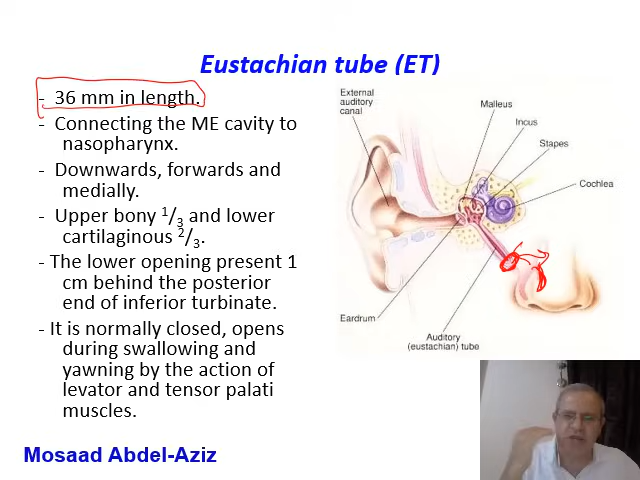 Eustachian tube (ET)
- 36 mm in length.
- Connecting the ME cavity to
nasopharynx.
- Downwards, forwards and
medially.
- Upper bony 1/3 and lower
cartilaginous 2/3.
- The lower opening present 1
cm behind the posterior
end of inferior turbinate.
- It is normally closed, opens
during swallowing and
yawning by the action of
levator and tensor palati
muscles.
External
auditory
canal
Malleus
Incus
Stapes
Cochlea
Eardrum
Auditory
(eustachian) tube
Mosaad Abdel-Aziz